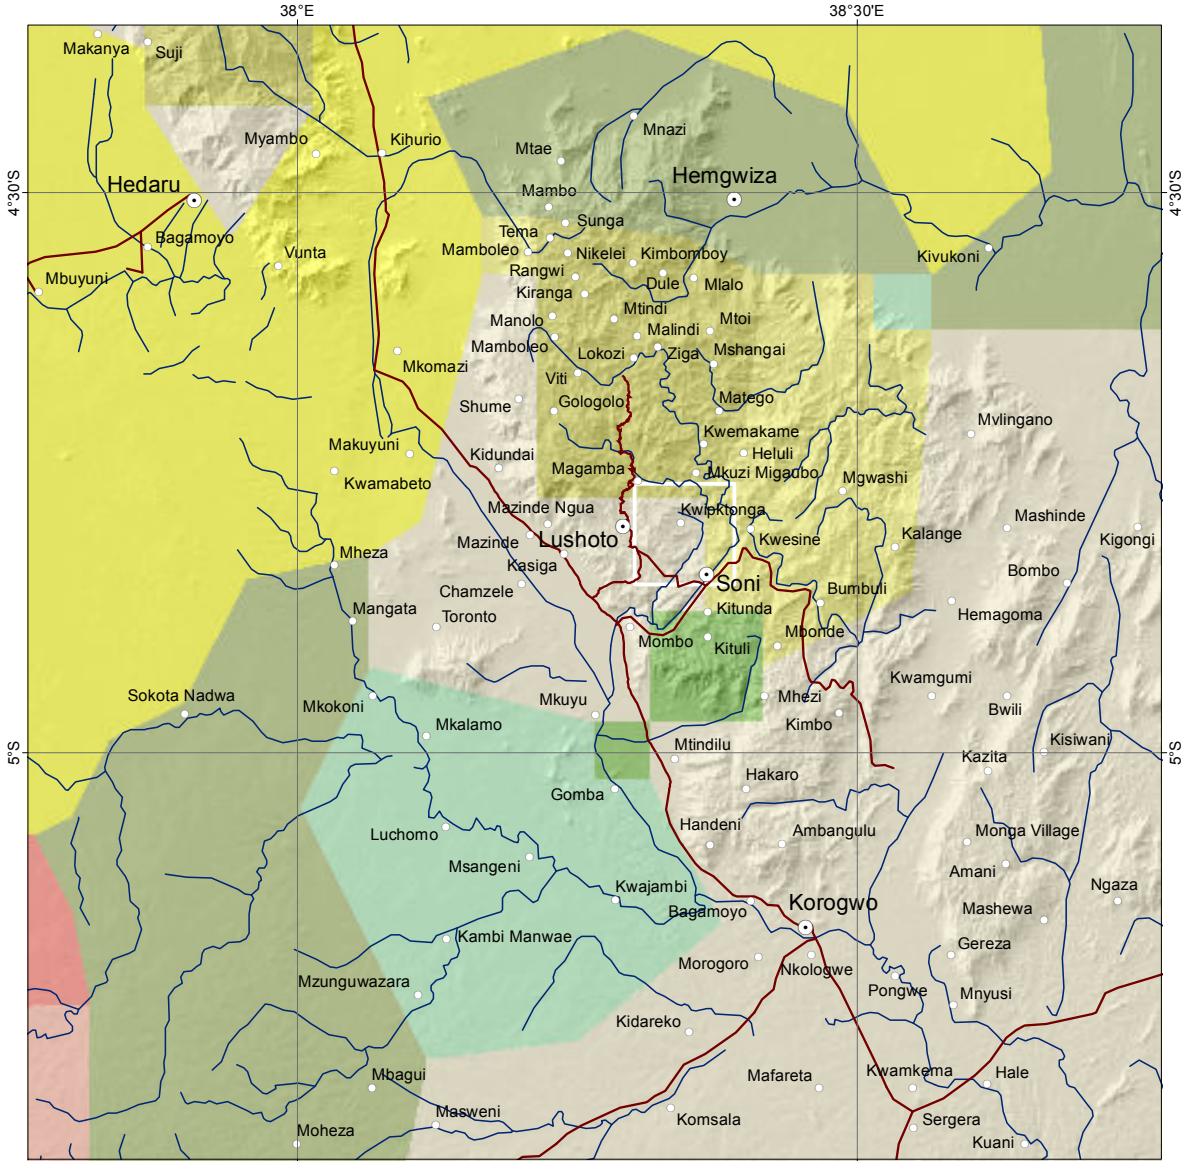 38°E
38°30'E
Makanya
Suji
Mnazi
Myambo
Kihurio
Mtae
Hedaru
Hemgwiza
4°30'S
4°30'S
Mambo
Sunga
Tema
Bagamoyo
Vunta
Mamboleo
Nikelei
Kimbomboy
Kivukoni
Mbuyuni
Rangwi
Dule
Mlalo
Kiranga
Manolo
Mtindi
Mtoi
Malindi
Mamboleo
Lokozi
Ziga
Mshangai
Mkomazi
Viti
Shume
Gologolo
Matego
Mvlingano
Kwemakame
Makuyuni
Kidundai
Heluli
Magamba
Mkuzi Migaubo
Mgwashi
Kwamabeto
Mazinde Ngua
Kwipktonga
Mashinde
Lushoto
Kwesine
Kalange
Kigongi
Mheza
Mazinde
Kasiga
Soni
Bombo
Chamzele
Bumbuli
Mangata
Toronto
Kitunda
Hemagoma
Mombo
Kituli
Mbonde
Kwamgumi
Sokota Nadwa
Mkokoni
Mkuyu
Mhezi
Bwili
Mkalamo
Kimbo
5°S
5°S
Mtindilu
Kisiwani
Kazita
Gomba
Hakaro
Luchomo
Handeni
Ambangulu
Monga Village
Msangeni
Amani
Kwajambi
Ngaza
Bagamoyo
Korogwo
Mashewa
Kambi Manwae
Gereza
Morogoro
Nkologwe
Mzunguwazara
Pongwe
Mnyusi
Kidareko
Mbagui
Mafareta
Kwamkema
Hale
Masweni
Komsala
Sergera
Moheza
Kuani